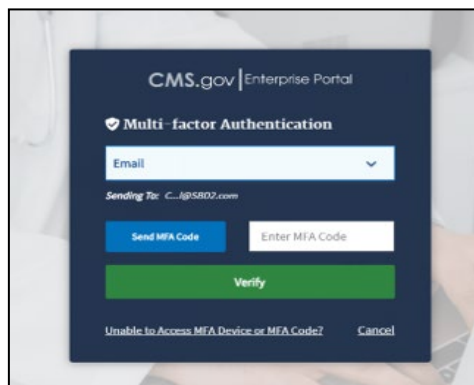 CMS.gov | Enterprise Portal
Multi-factor Authentication
Email
Sending To: C...l@SBD2.com
Send MFA Code
Enter MFA Code
Verify
Unable to Access MFA Device or MFA Code? Cancel